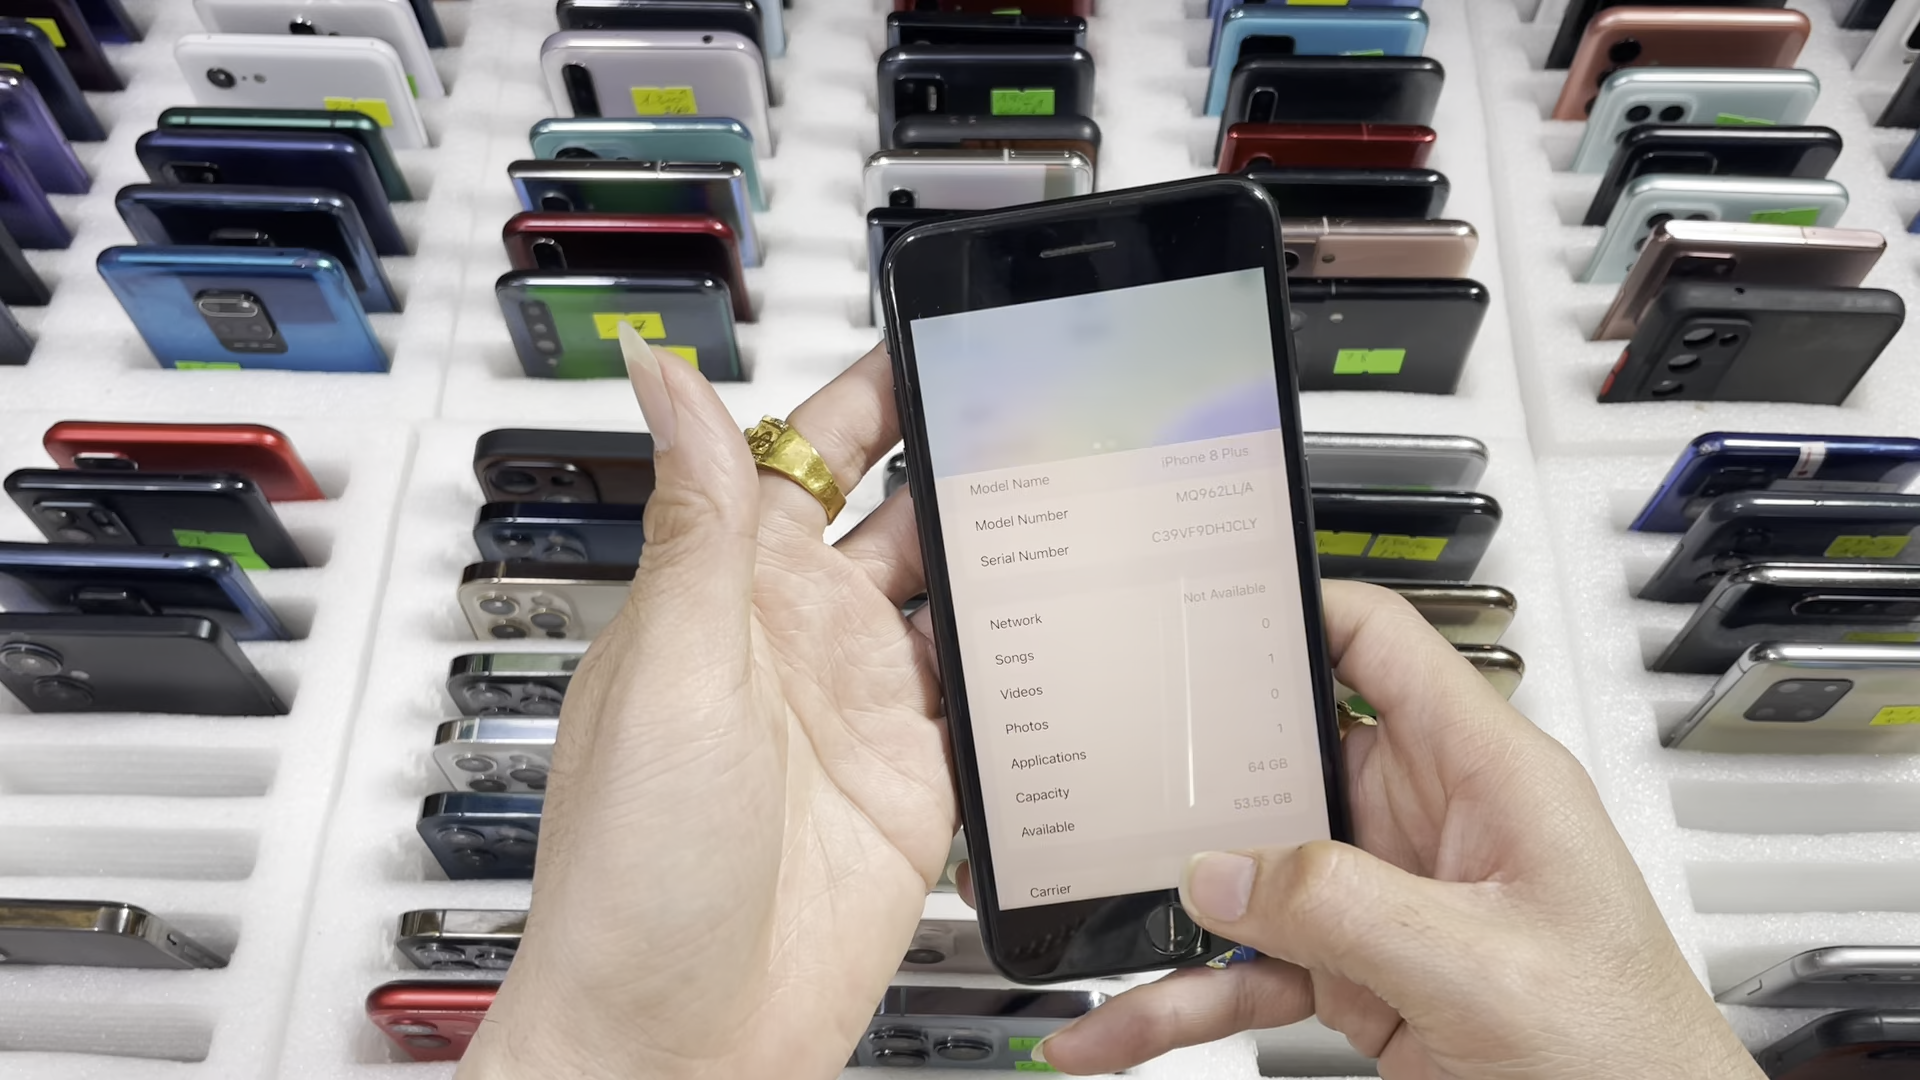 Model Name iPhone 8 Plus
Model Number MQ962LL/A
Serial Number C39VF9DHJCLY
Network Not Available
Songs 0
Videos 1
Photos 0
Applications 1
Capacity 64 GB
Available 53.55 GB
Carrier